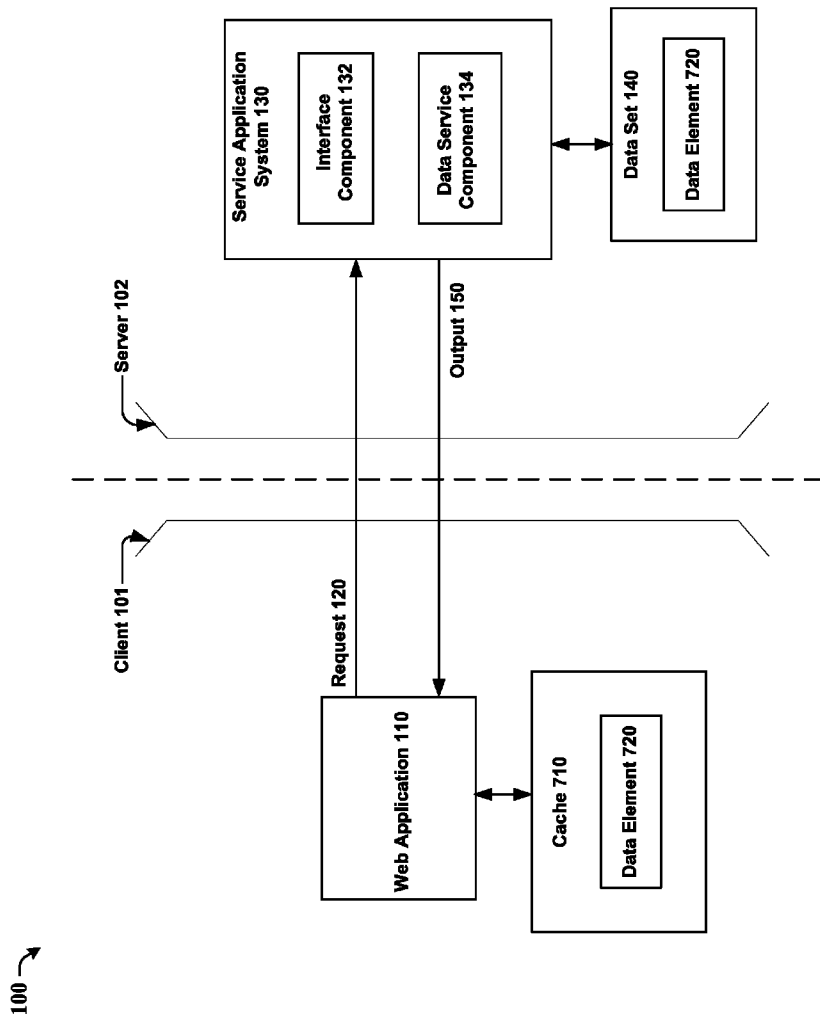 100
Client 101
Server 102
Web Application 110
Request 120
Output 150
Service Application
System 130
Interface
Component 132
Data Service
Component 134
Cache 710
Data Element 720
Data Set 140
Data Element 720